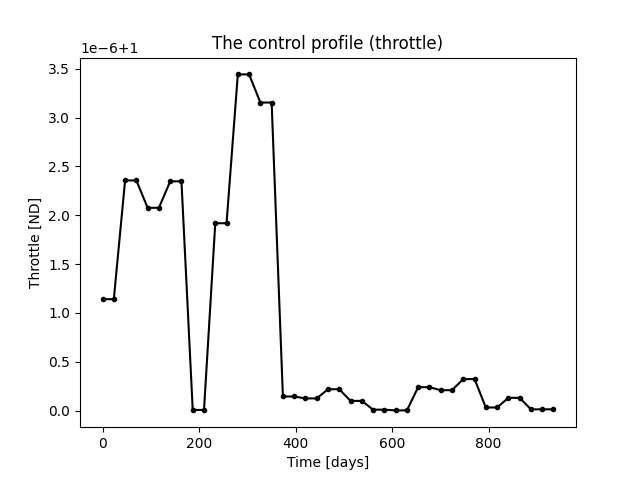 The control profile (throttle)
1e−6+1
3.5
3.0
2.5
2.0
1.5
1.0
0.5
0.0
Throttle [ND]
0 200 400 600 800
Time [days]